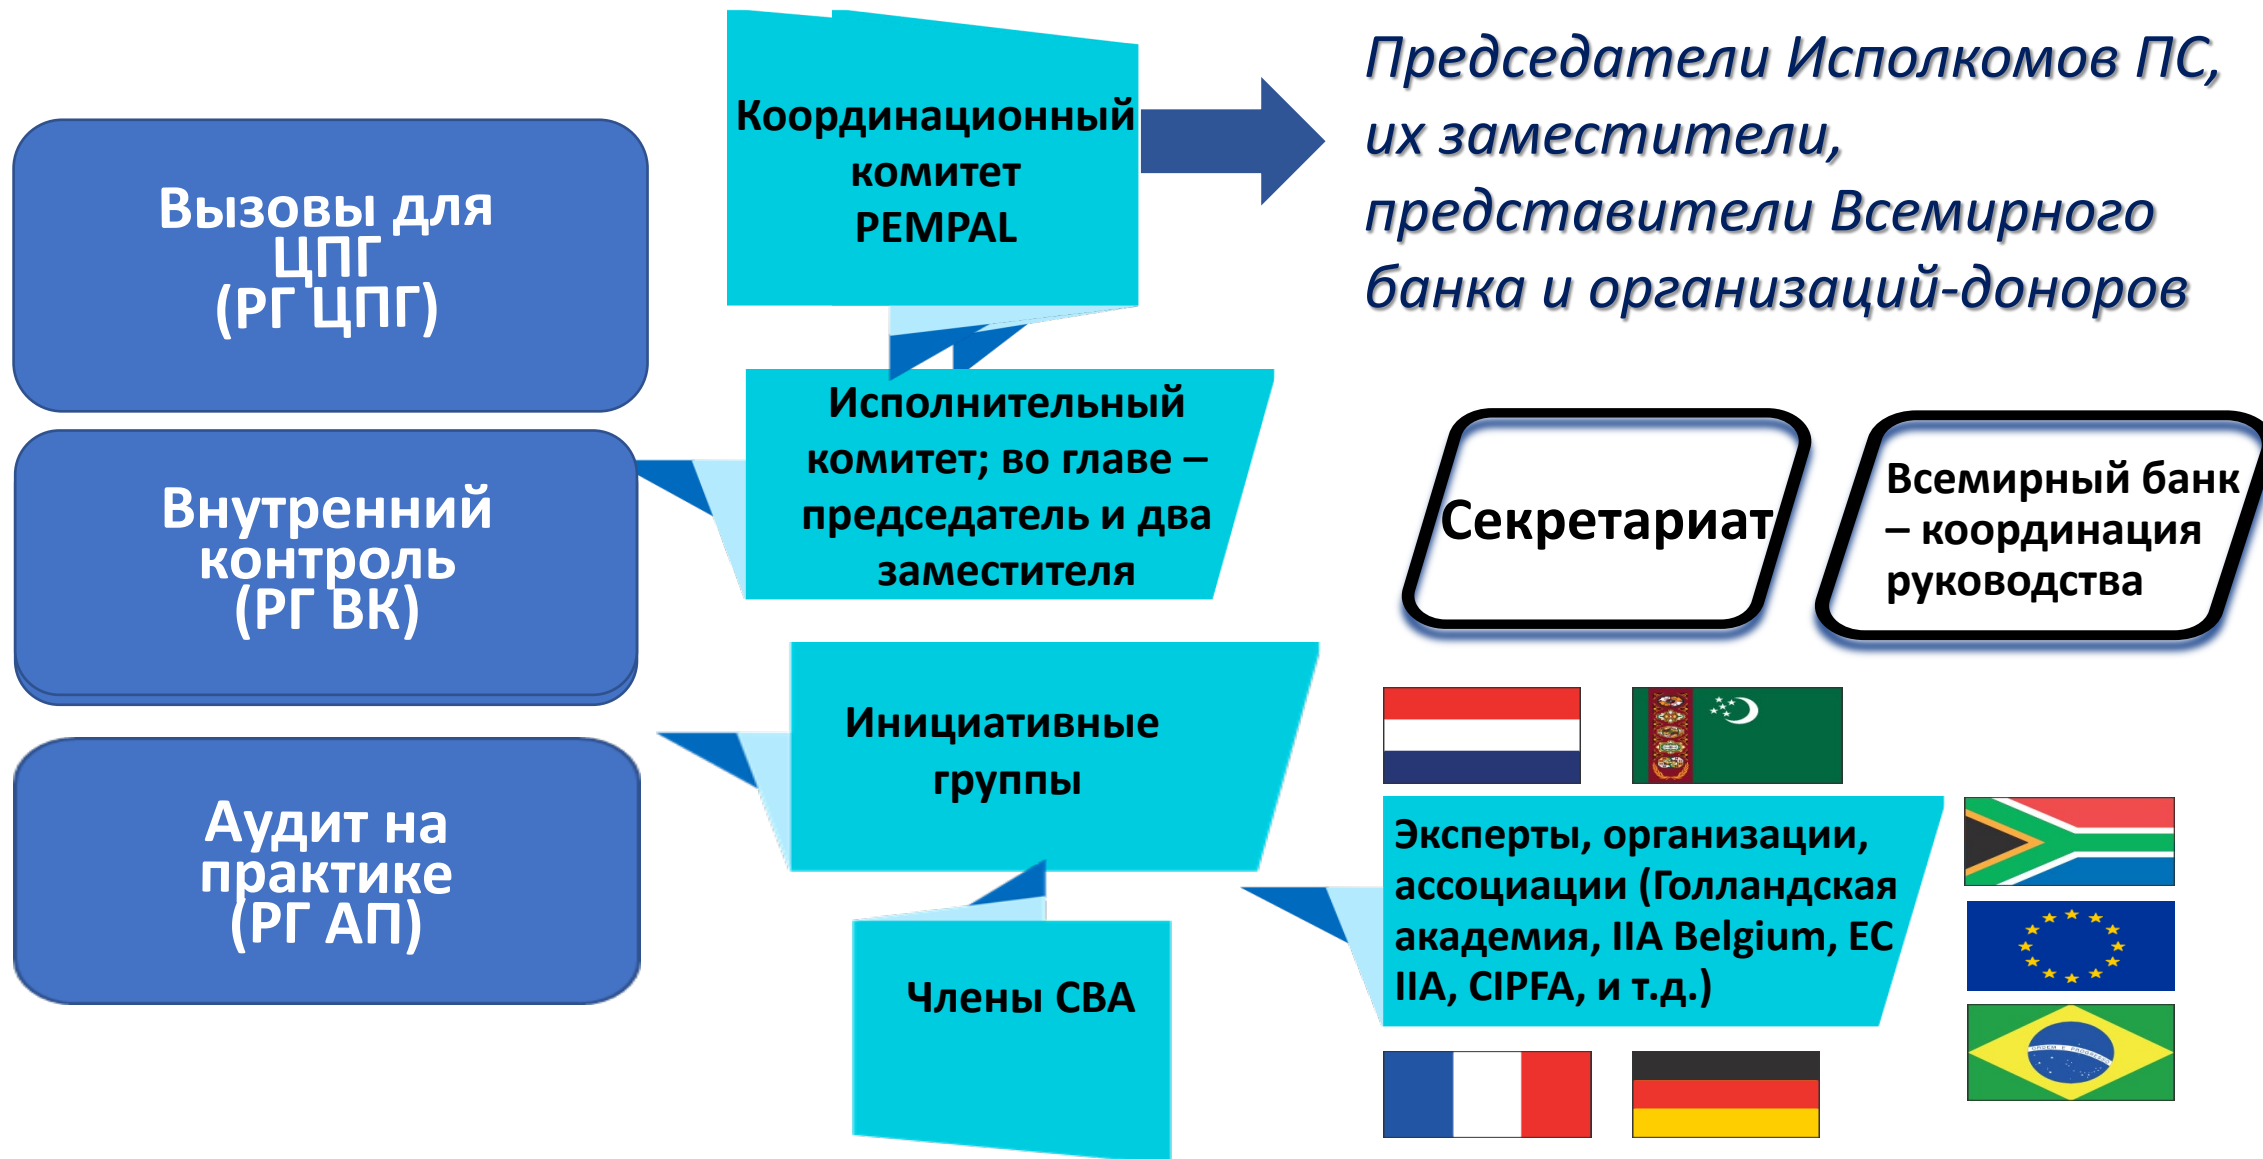 Координационный
комитет
PEMPAL
Председатели Исполкомов ПС,
их заместители,
представители Всемирного
банка и организаций-доноров
Вызовы для
ЦПГ
(РГ ЦПГ)
Исполнительный
комитет; во главе –
председатель и два
заместителя
Секретариат
Всемирный банк
– координация
руководства
Внутренний
контроль
(РГ ВК)
Инициативные
группы
Аудит на
практике
(РГ АП)
Эксперты, организации,
ассоциации (Голландская
академия, IIA Belgium, EC
IIA, CIPFA, и т.д.)
Члены СВА